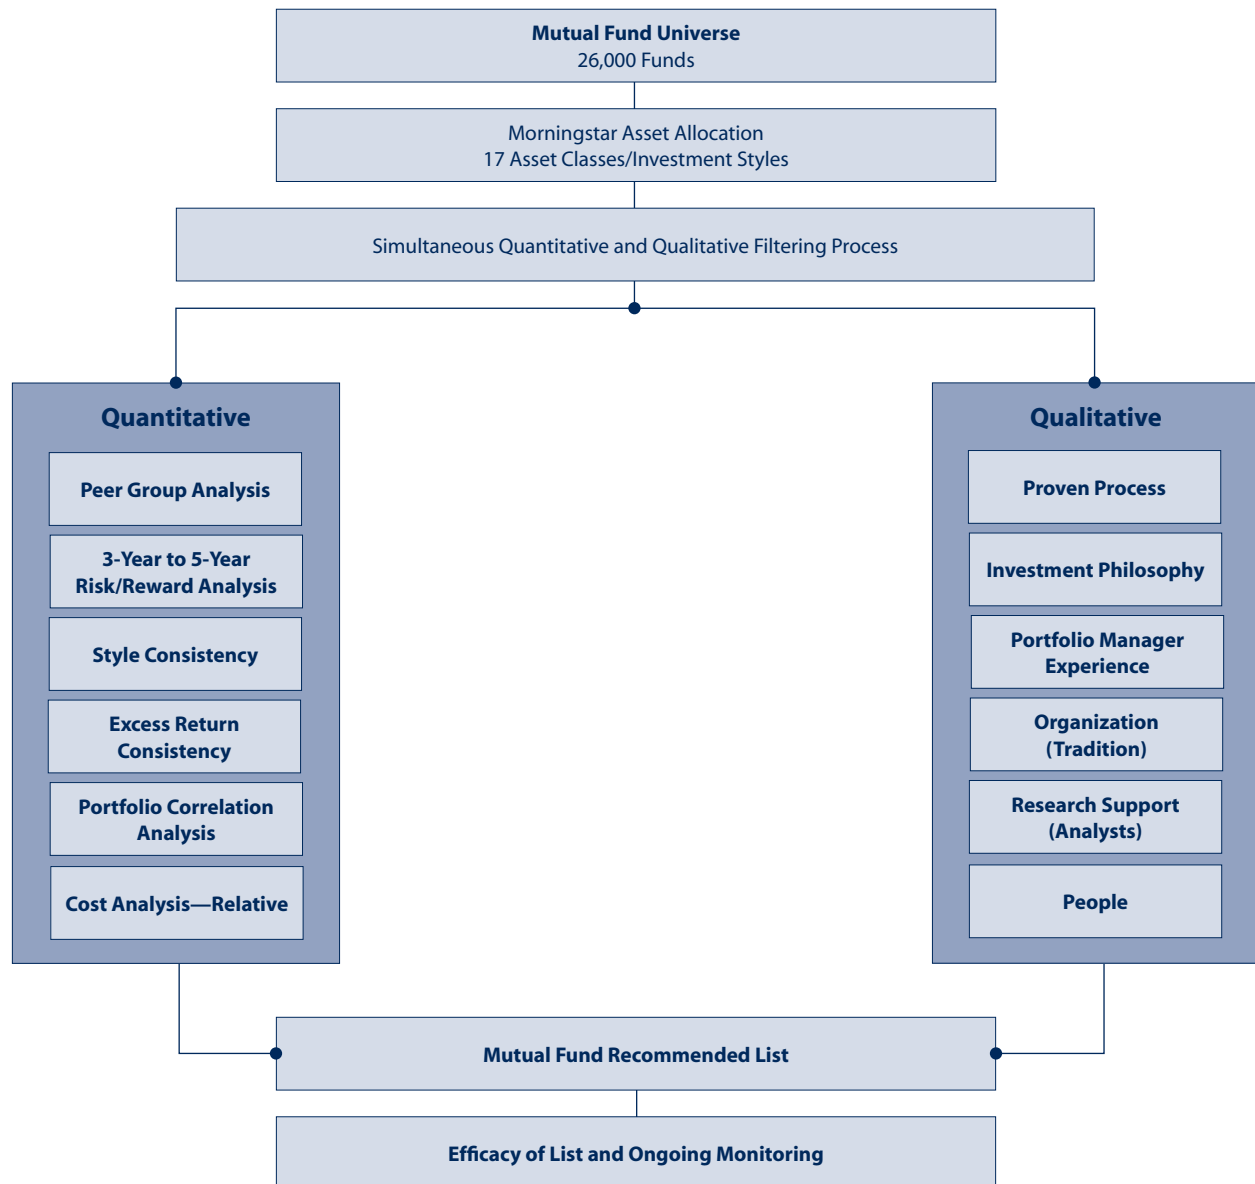 Mutual Fund Universe
26,000 Funds
Morningstar Asset Allocation
17 Asset Classes/Investment Styles
Simultaneous Quantitative and Qualitative Filtering Process
Quantitative
Peer Group Analysis
3-Year to 5-Year
Risk/Reward Analysis
Style Consistency
Excess Return
Consistency
Portfolio Correlation
Analysis
Cost Analysis—Relative
Qualitative
Proven Process
Investment Philosophy
Portfolio Manager
Experience
Organization
(Tradition)
Research Support
(Analysts)
People
Mutual Fund Recommended List
Efficacy of List and Ongoing Monitoring